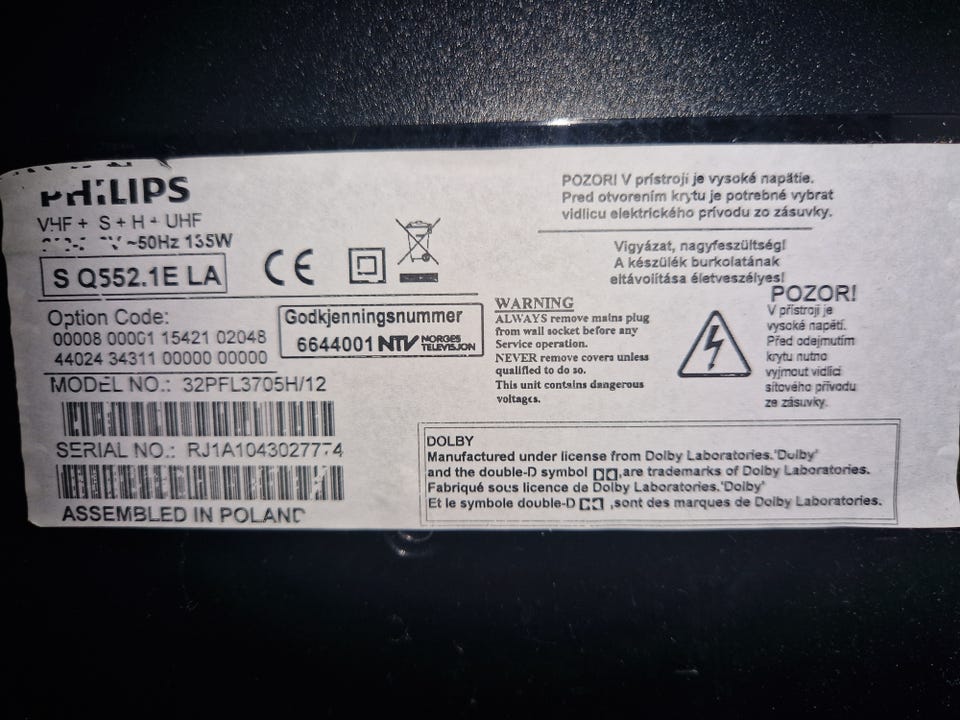 PHILIPS
VHF + S + H + UHF
~50Hz 135W
S Q552.1E LA
CE
Option Code:
00008 00001 15421 02048
44024 34311 00000 00000
Godkjenningsnummer
6644001 NTV NORGES TELEVISJON
MODEL NO.: 32PFL3705H/12
SERIAL NO.: RJ1A1043027774
ASSEMBLED IN POLAND
POZOR! V prístroji je vysoké napätie.
Pred otvorením krytu je potrebné vybrat
vidlicu elektrického prívodu zo zásuvky.
Vigyázat, nagyfeszültség!
A készülék burkolatának
eltávolítása életveszélyes!
WARNING
ALWAYS remove mains plug
from wall socket before any
Service operation.
NEVER remove covers unless
qualified to do so.
This unit contains dangerous
voltages.
POZOR!
V přístroji je
vysoké napětí.
Před odejmutím
krytu nutno
vyjmout vidlici
síťového přívodu
ze zásuvky.
DOLBY
Manufactured under license from Dolby Laboratories.'Dolby'
and the double-D symbol ,are trademarks of Dolby Laboratories.
Fabriqué sous licence de Dolby Laboratories.'Dolby'
Et le symbole double-D ,sont des marques de Dolby Laboratories.